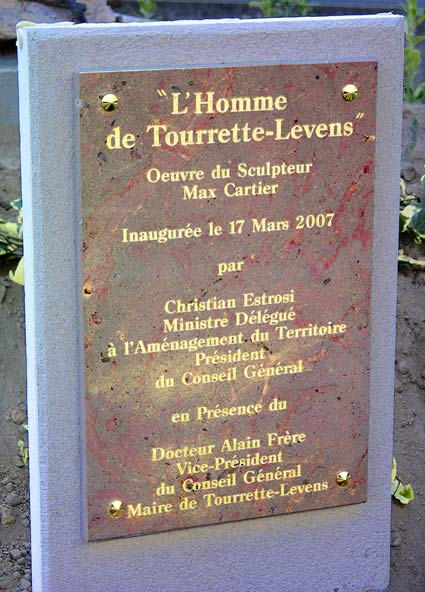 "L'Homme
de Tourrette-Levens"
Oeuvre du Sculpteur
Max Cartier
Inaugurée le 17 Mars 2007
par
Christian Estrosi
Ministre Délégué
à l'Aménagement du Territoire
Président
du Conseil Général
en Présence du
Docteur Alain Frère
Vice-Président
du Conseil Général
Maire de Tourrette-Levens